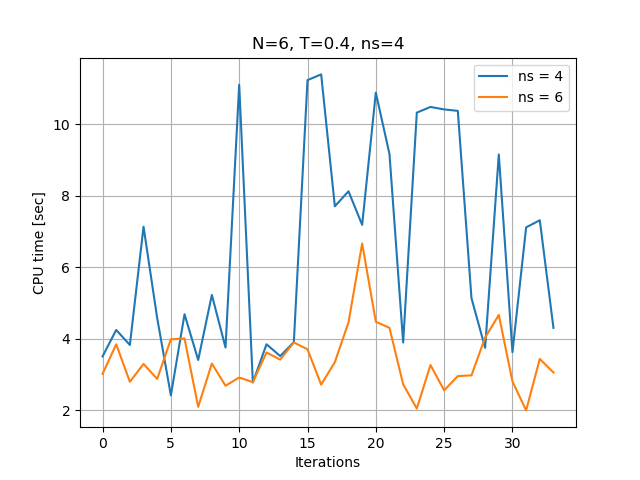 N=6, T=0.4, ns=4
ns = 4
ns = 6
CPU time [sec]
10
8
6
4
2
0 5 10 15 20 25 30
Iterations